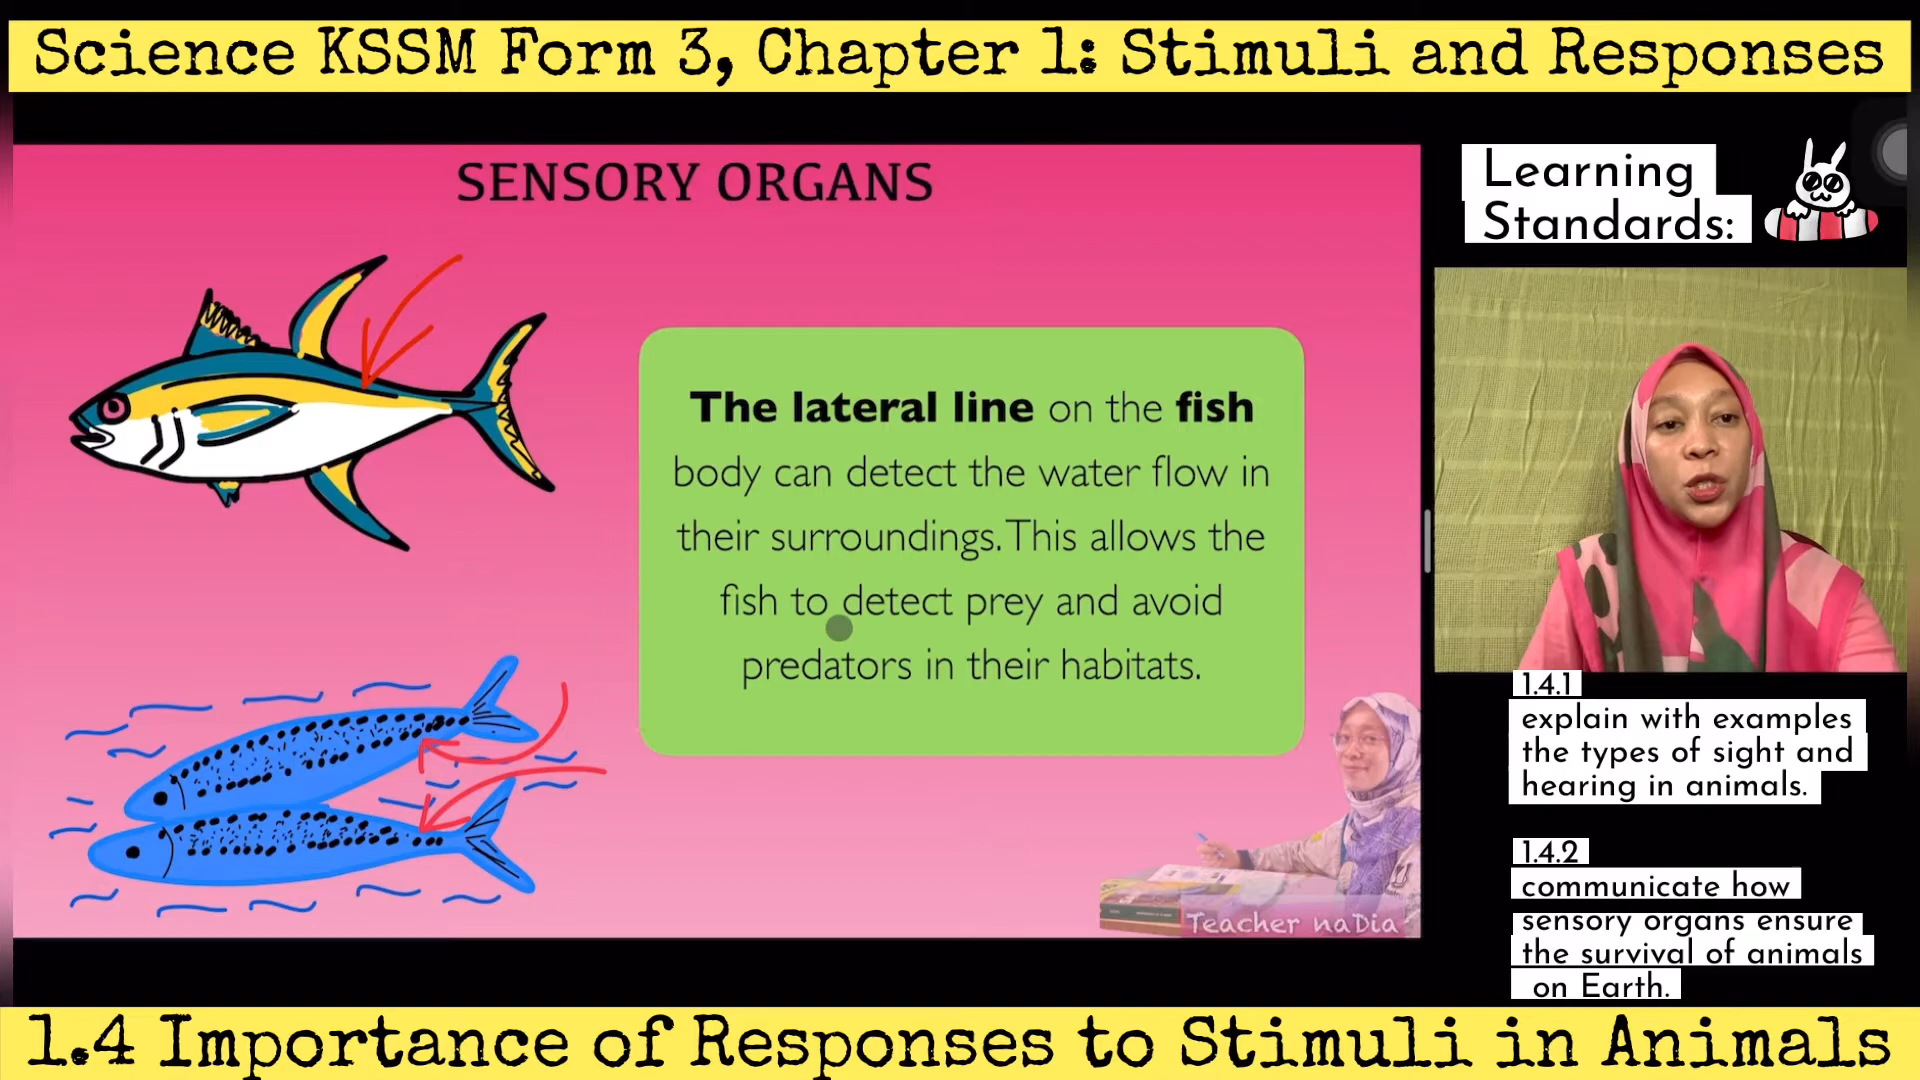 Science KSSM Form 3, Chapter 1: Stimuli and Responses
SENSORY ORGANS
The lateral line on the fish
body can detect the water flow in
their surroundings. This allows the
fish to detect prey and avoid
predators in their habitats.
Teacher naDia
Learning
Standards:
1.4.1
explain with examples
the types of sight and
hearing in animals.
1.4.2
communicate how
sensory organs ensure
the survival of animals
on Earth.
1.4 Importance of Responses to Stimuli in Animals